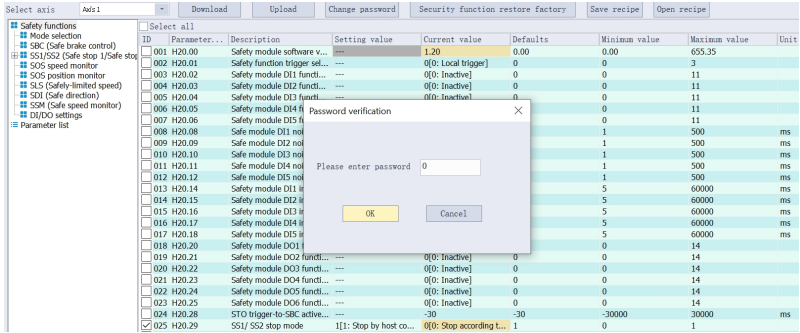 Select axis Axis1 Download Upload Change password Security function restore factory Save recipe Open recipe
Safety functions
Mode selection
SBC (Safe brake control)
SS1/SS2 (Safe stop 1/Safe stop
SOS speed monitor
SOS position monitor
SLS (Safely-limited speed)
SDI (Safe direction)
SSM (Safe speed monitor)
DI/DO settings
Parameter list
Select all
ID Parameter... Description Setting value Current value Defaults Minimum value Maximum value Unit
001 H20.00 Safety module software v... --- 1.20 0.00 0.00 655.35
002 H20.01 Safety function trigger sel... --- 0[0: Local trigger] 0 0 3
003 H20.02 Safety module DI1 functi... --- 0[0: Inactive] 0 0 11
004 H20.03 Safety module DI2 functi... --- 0[0: Inactive] 0 0 11
005 H20.04 Safety module DI3 functi... --- 0[0: Inactive] 0 0 11
006 H20.05 Safety module DI4 f 0 11
007 H20.06 Safety module DI5 f 0 11
008 H20.08 Safe module DI1 noi 1 500 ms
009 H20.09 Safe module DI2 noi 1 500 ms
010 H20.10 Safe module DI3 noi 1 500 ms
011 H20.11 Safe module DI4 noi 1 500 ms
012 H20.12 Safe module DI5 noi 1 500 ms
013 H20.14 Safety module DI1 ir 5 60000 ms
014 H20.15 Safety module DI2 ir 5 60000 ms
015 H20.16 Safety module DI3 ir 5 60000 ms
016 H20.17 Safety module DI4 ir 5 60000 ms
017 H20.18 Safety module DI5 ir 5 60000 ms
018 H20.20 Safety module DO1 f 0 14
019 H20.21 Safety module DO2 functi... --- 0[0: Inactive] 0 0 14
020 H20.22 Safety module DO3 functi... --- 0[0: Inactive] 0 0 14
021 H20.23 Safety module DO4 functi... --- 0[0: Inactive] 0 0 14
022 H20.24 Safety module DO5 functi... --- 0[0: Inactive] 0 0 14
023 H20.25 Safety module DO6 functi... --- 0[0: Inactive] 0 0 14
024 H20.28 STO trigger-to-SBC active... --- -30 -30 -30000 30000 ms
025 H20.29 SS1/ SS2 stop mode 1[1: Stop by host co... 0[0: Stop according t... 1 0 1
Password verification
Please enter password 0
OK Cancel